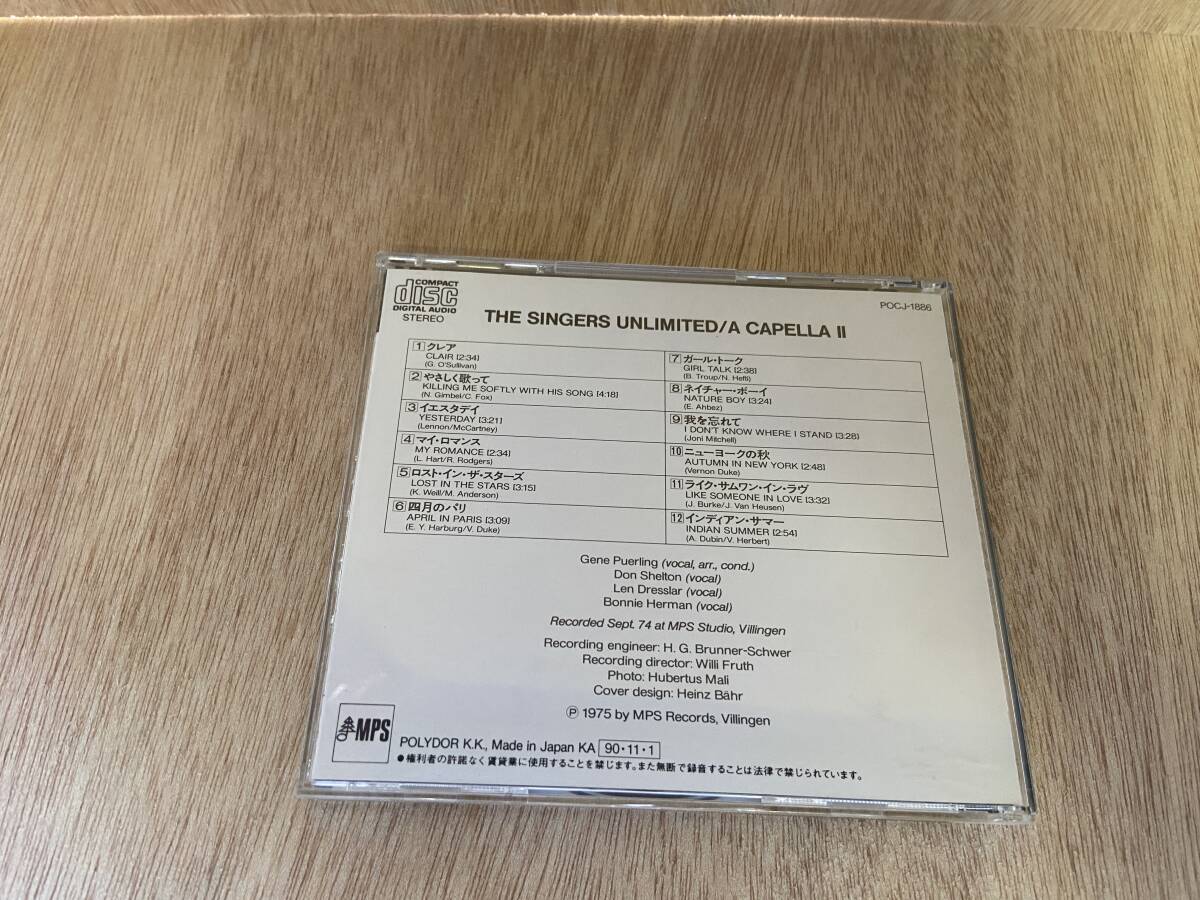 COMPACT
disc
DIGITAL AUDIO
STEREO
POCJ-1886
THE SINGERS UNLIMITED/A CAPELLA II
1 クレア
CLAIR [2:34]
(G. O'Sullivan)
2 やさしく歌って
KILLING ME SOFTLY WITH HIS SONG [4:18]
(N. Gimbel/C. Fox)
3 イエスタデイ
YESTERDAY [3:21]
(Lennon/McCartney)
4 マイ・ロマンス
MY ROMANCE [2:34]
(L. Hart/R. Rodgers)
5 ロスト・イン・ザ・スターズ
LOST IN THE STARS [3:15]
(K. Weill/M. Anderson)
6 四月のパリ
APRIL IN PARIS [3:09]
(E. Y. Harburg/V. Duke)
7 ガール・トーク
GIRL TALK [2:38]
(B. Troup/N. Hefti)
8 ネイチャー・ボーイ
NATURE BOY [3:24]
(E. Ahbez)
9 我を忘れて
I DON'T KNOW WHERE I STAND [3:28]
(Joni Mitchell)
10 ニューヨークの秋
AUTUMN IN NEW YORK [2:48]
(Vernon Duke)
11 ライク・サムワン・イン・ラヴ
LIKE SOMEONE IN LOVE [3:32]
(J. Burke/J. Van Heusen)
12 インディアン・サマー
INDIAN SUMMER [2:54]
(A. Dubin/V. Herbert)
Gene Puerling (vocal, arr., cond.)
Don Shelton (vocal)
Len Dresslar (vocal)
Bonnie Herman (vocal)
Recorded Sept. 74 at MPS Studio, Villingen
Recording engineer: H. G. Brunner-Schwer
Recording director: Willi Fruth
Photo: Hubertus Mali
Cover design: Heinz Bähr
℗ 1975 by MPS Records, Villingen
MPS
POLYDOR K.K., Made in Japan KA 90・11・1
●権利者の許諾なく賃貸業に使用することを禁じます。また無断で録音することは法律で禁じられています。